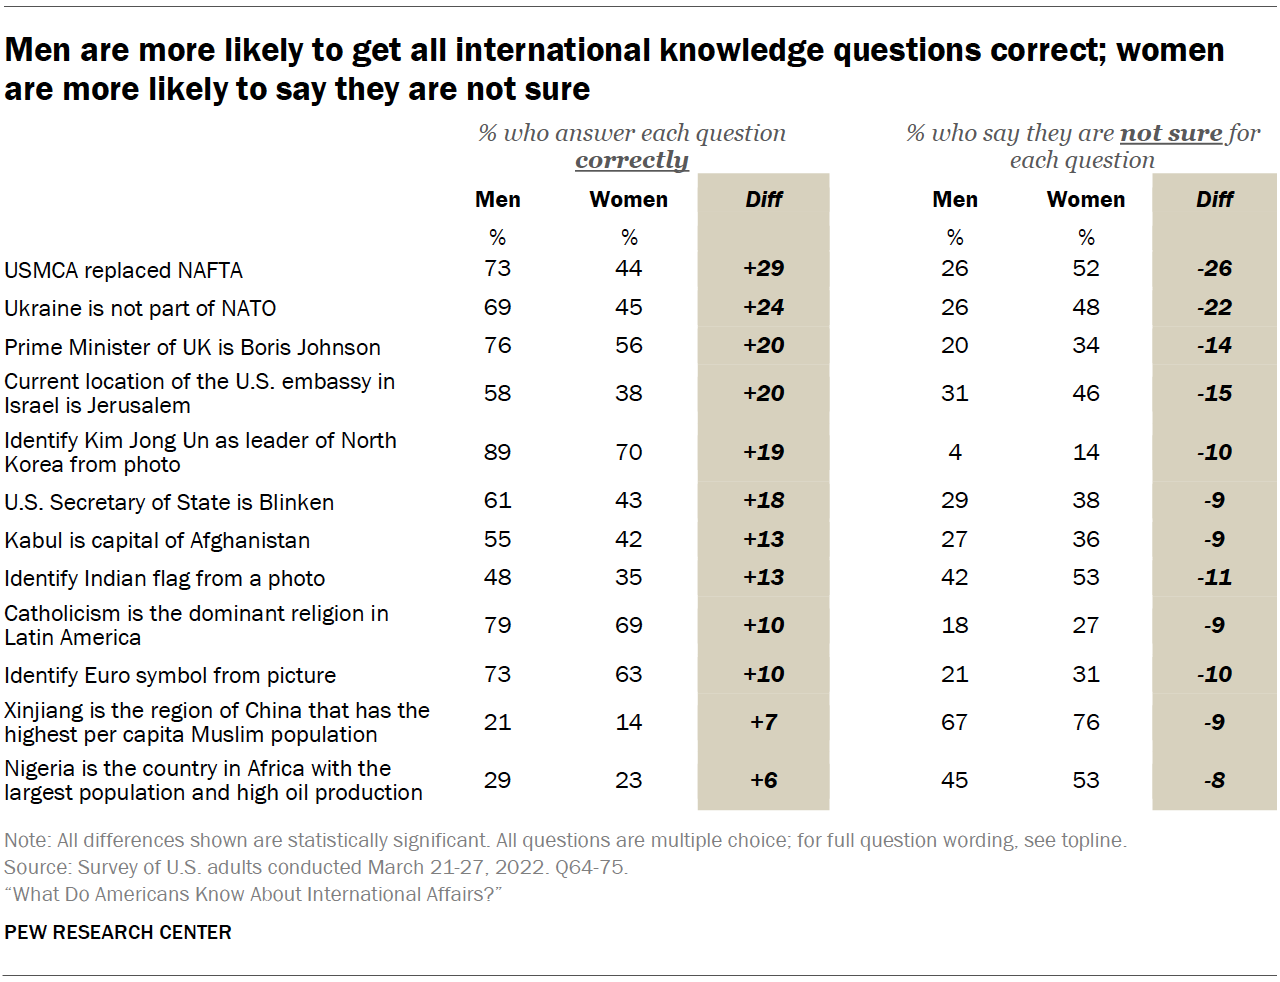 Men are more likely to get all international knowledge questions correct; women
are more likely to say they are not sure
% who answer each question
correctly
% who say they are not sure for
each question
Men Women Diff Men Women Diff
% % % %
USMCA replaced NAFTA 73 44 +29 26 52 -26
Ukraine is not part of NATO 69 45 +24 26 48 -22
Prime Minister of UK is Boris Johnson 76 56 +20 20 34 -14
Current location of the U.S. embassy in
Israel is Jerusalem 58 38 +20 31 46 -15
Identify Kim Jong Un as leader of North
Korea from photo 89 70 +19 4 14 -10
U.S. Secretary of State is Blinken 61 43 +18 29 38 -9
Kabul is capital of Afghanistan 55 42 +13 27 36 -9
Identify Indian flag from a photo 48 35 +13 42 53 -11
Catholicism is the dominant religion in
Latin America 79 69 +10 18 27 -9
Identify Euro symbol from picture 73 63 +10 21 31 -10
Xinjiang is the region of China that has the
highest per capita Muslim population 21 14 +7 67 76 -9
Nigeria is the country in Africa with the
largest population and high oil production 29 23 +6 45 53 -8
Note: All differences shown are statistically significant. All questions are multiple choice; for full question wording, see topline.
Source: Survey of U.S. adults conducted March 21-27, 2022. Q64-75.
“What Do Americans Know About International Affairs?”
PEW RESEARCH CENTER